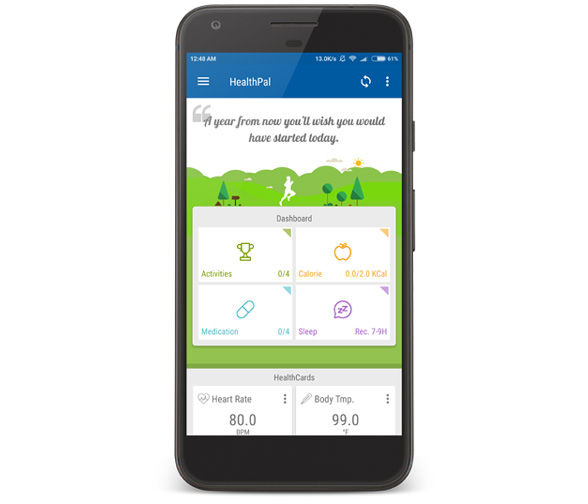 12:48 AM 13.0K/s 61%
HealthPal
“A year from now you'll wish you would
have started today.
Dashboard
Activities 0/4 Calorie 0.0/2.0 KCal
Medication 0/4 Sleep Rec. 7-9H
HealthCards
Heart Rate Body Tmp.
80.0 99.0
BPM °F